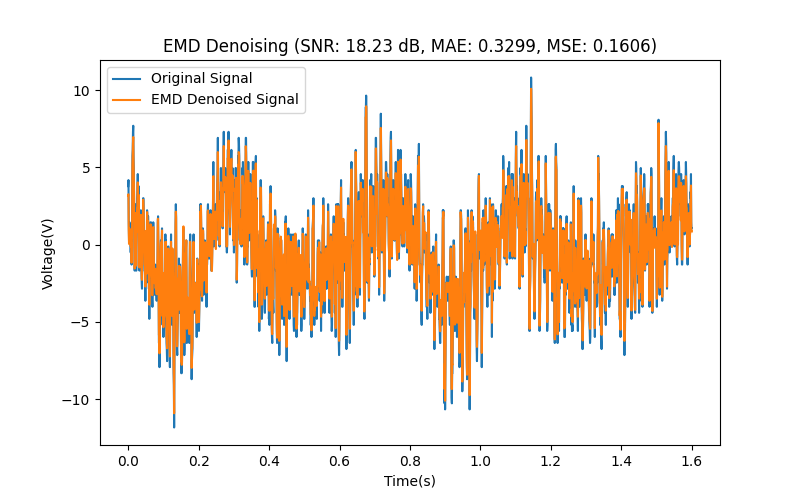 EMD Denoising (SNR: 18.23 dB, MAE: 0.3299, MSE: 0.1606)
Original Signal
EMD Denoised Signal
10
5
0
−5
−10
Voltage(V)
0.0 0.2 0.4 0.6 0.8 1.0 1.2 1.4 1.6
Time(s)